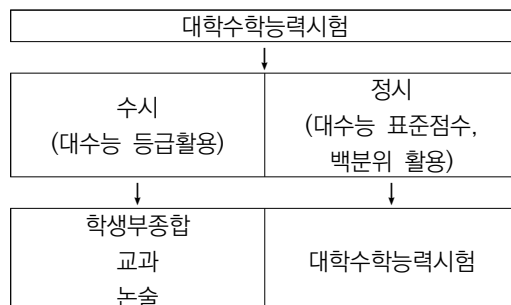 대학수학능력시험
수시
(대수능 등급활용)
정시
(대수능 표준점수,
백분위 활용)
학생부종합
교과
논술
대학수학능력시험